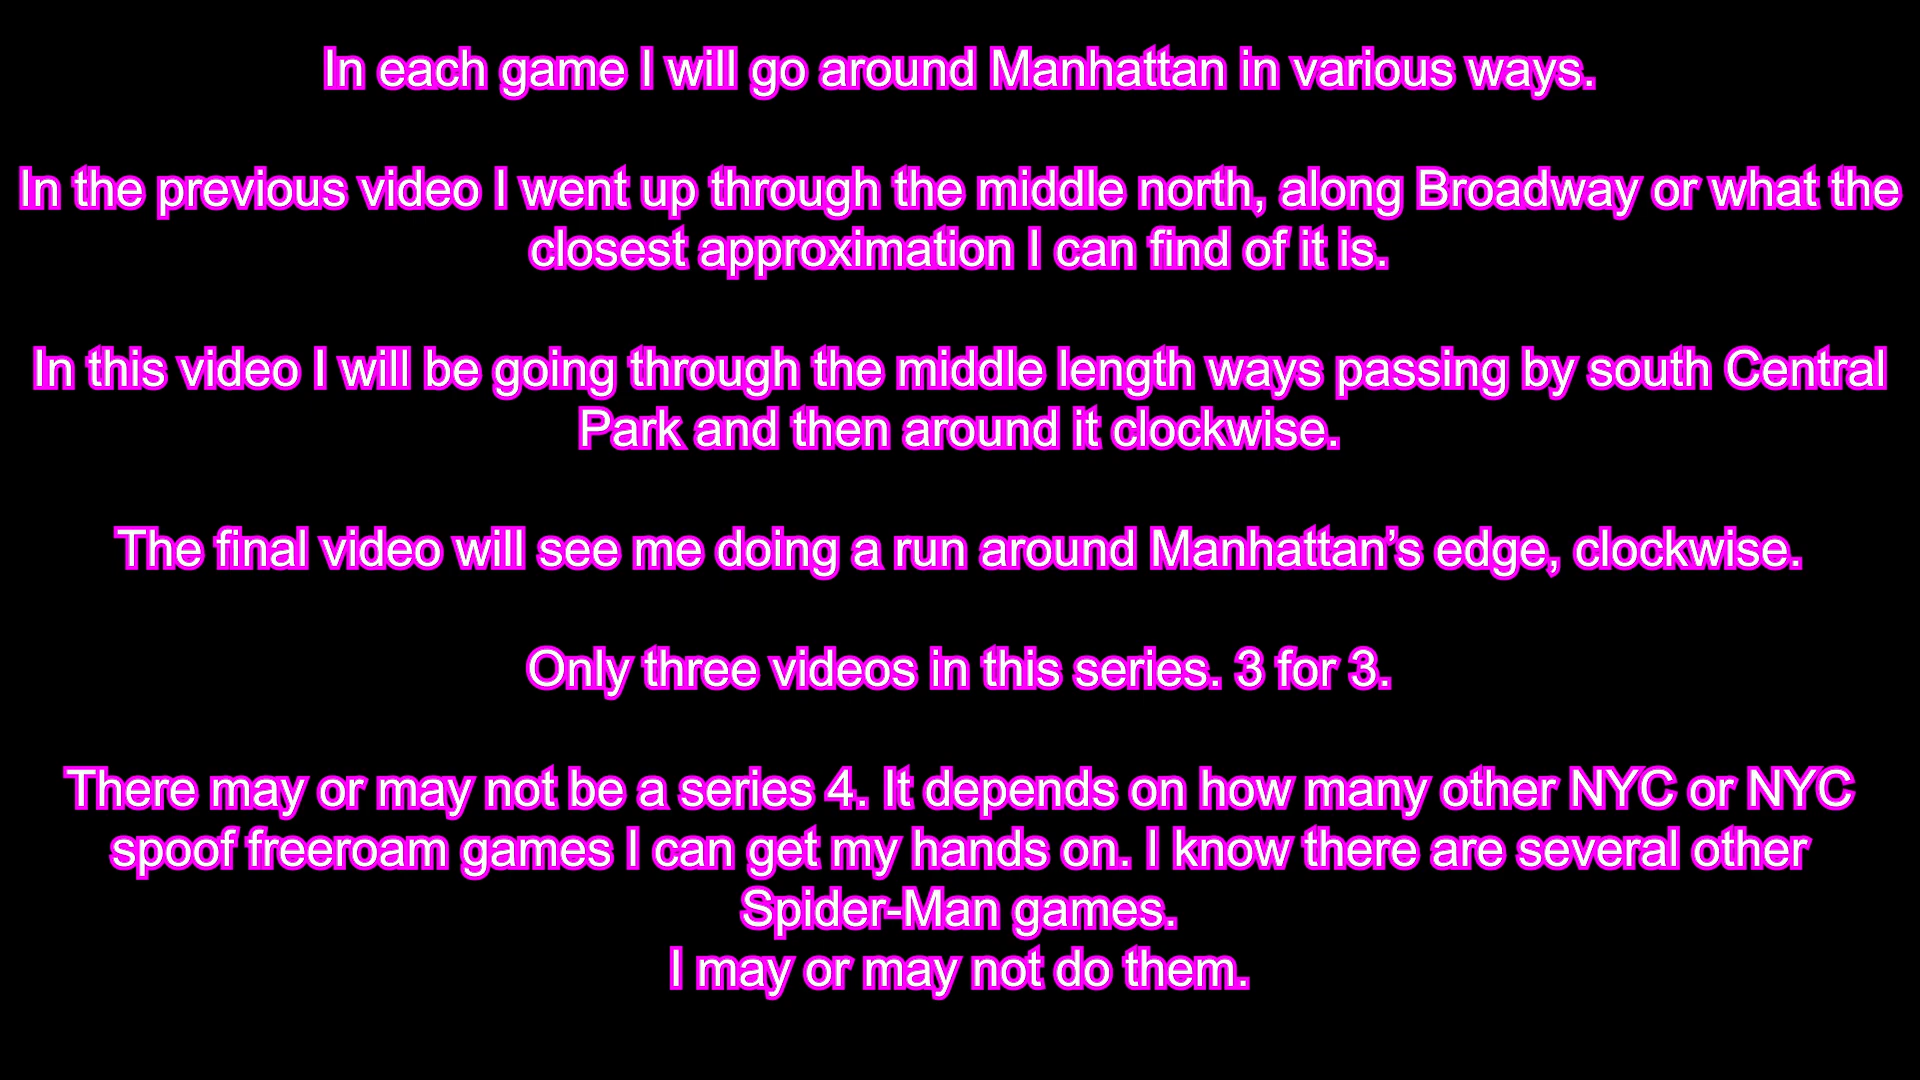 In each game I will go around Manhattan in various ways.
In the previous video I went up through the middle north, along Broadway or what the
closest approximation I can find of it is.
In this video I will be going through the middle length ways passing by south Central
Park and then around it clockwise.
The final video will see me doing a run around Manhattan’s edge, clockwise.
Only three videos in this series. 3 for 3.
There may or may not be a series 4. It depends on how many other NYC or NYC
spoof freeroam games I can get my hands on. I know there are several other
Spider-Man games.
I may or may not do them.